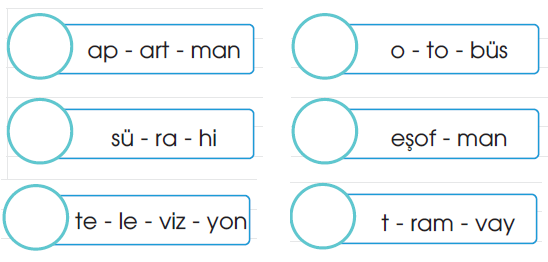 ap - art - man
o - to - büs
sü - ra - hi
eşof - man
te - le - viz - yon
t - ram - vay